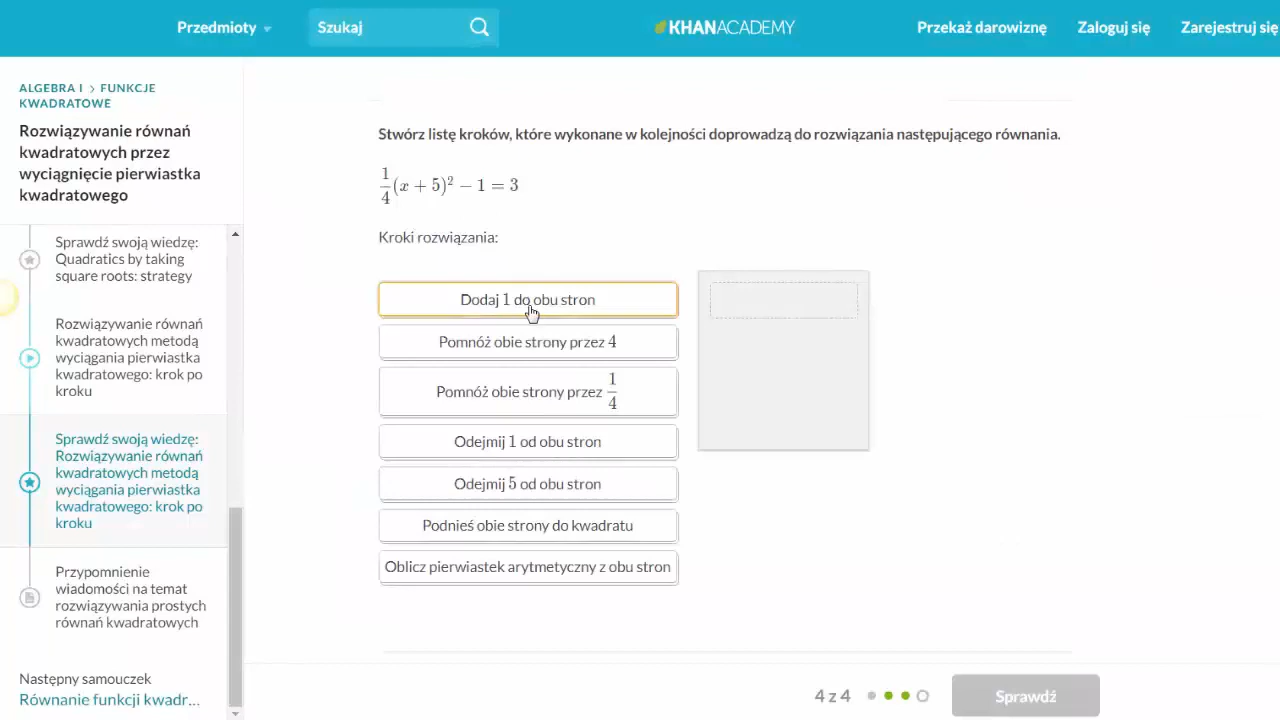 Przedmioty
Szukaj
KHANACADEMY
Przekaż darowiznę
Zaloguj się
Zarejestruj się
ALGEBRA I > FUNKCJE
KWADRATOWE
Rozwiązywanie równań
kwadratowych przez
wyciągnięcie pierwiastka
kwadratowego
Sprawdź swoją wiedzę:
Quadratics by taking
square roots: strategy
Rozwiązywanie równań
kwadratowych metodą
wyciągania pierwiastka
kwadratowego: krok po
kroku
Sprawdź swoją wiedzę:
Rozwiązywanie równań
kwadratowych metodą
wyciągania pierwiastka
kwadratowego: krok po
kroku
Przypomnienie
wiadomości na temat
rozwiązywania prostych
równań kwadratowych
Następny samouczek
Równanie funkcji kwadr...
Stwórz listę kroków, które wykonane w kolejności doprowadzą do rozwiązania następującego równania.
1/4(x + 5)² − 1 = 3
Kroki rozwiązania:
Dodaj 1 do obu stron
Pomnóż obie strony przez 4
Pomnóż obie strony przez 1/4
Odejmij 1 od obu stron
Odejmij 5 od obu stron
Podnieś obie strony do kwadratu
Oblicz pierwiastek arytmetyczny z obu stron
4 z 4
Sprawdź